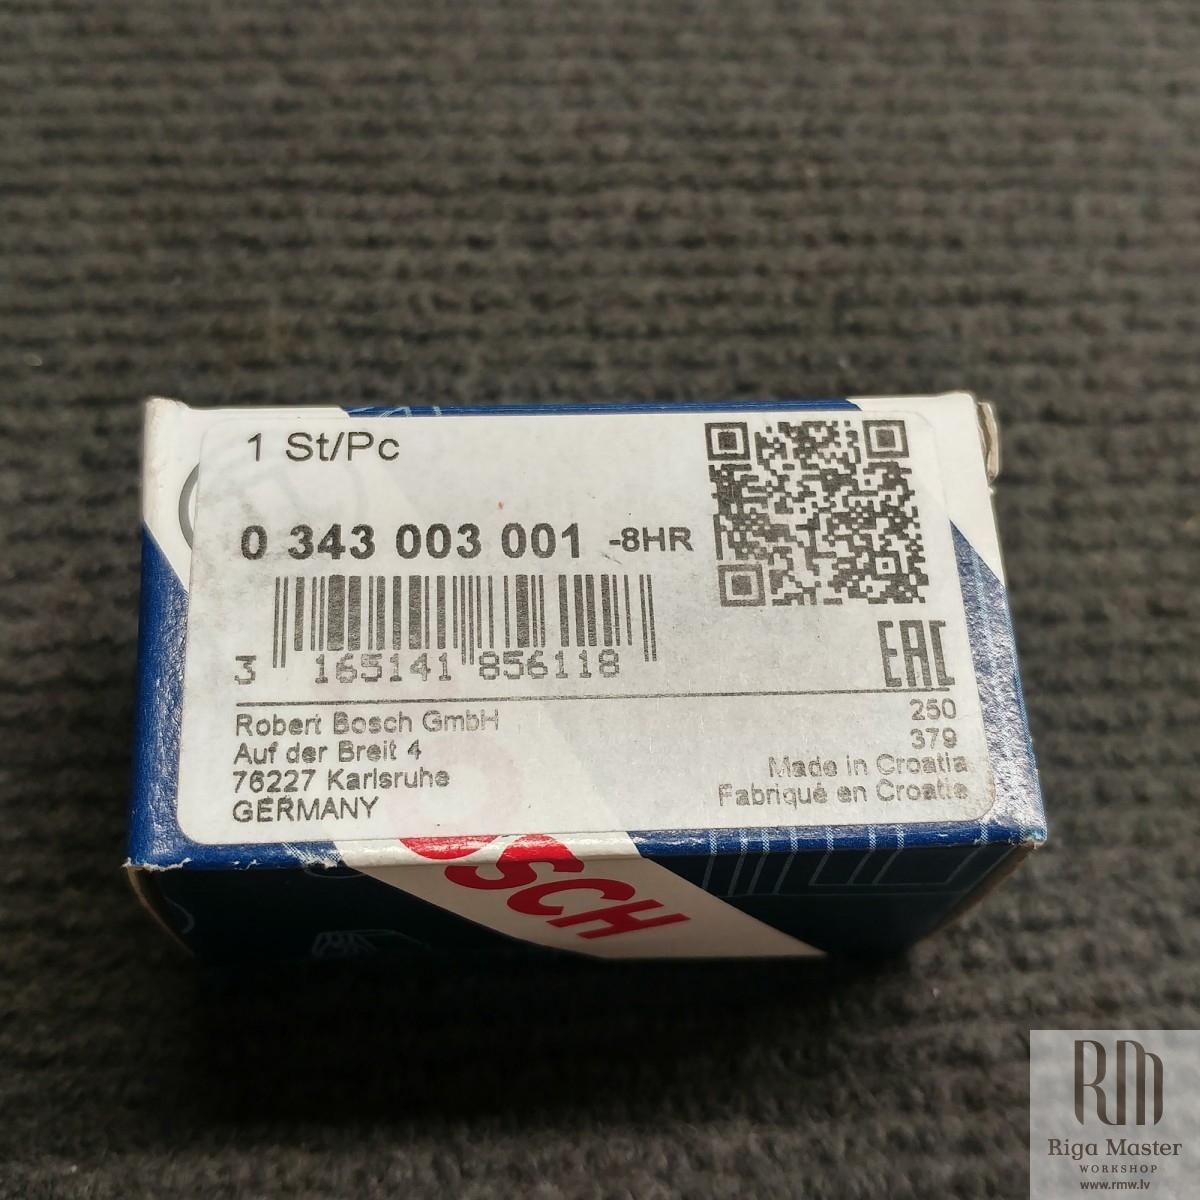 1 St/Pc
0 343 003 001 -8HR
3 165141 856118
EAC
Robert Bosch GmbH
Auf der Breit 4
76227 Karlsruhe
GERMANY
250
379
Made in Croatia
Fabriqué en Croatie
BOSCH
RM
Riga Master
WORKSHOP
www.rmw.lv